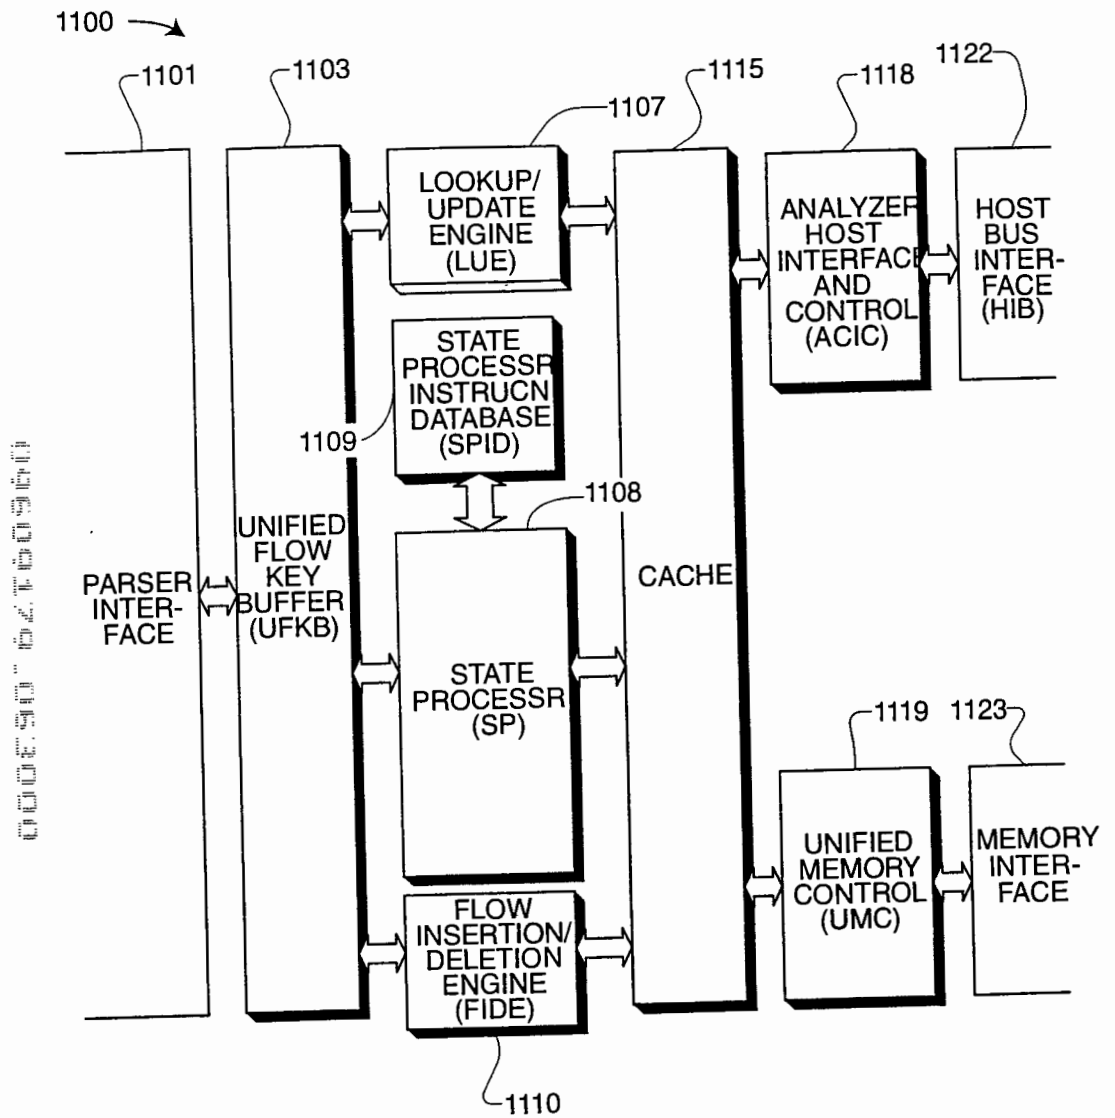 1100
1101
1103
1107
1115
1118
1122
LOOKUP/
UPDATE
ENGINE
(LUE)
ANALYZER
HOST
INTERFACE
AND
CONTROL
(ACIC)
HOST
BUS
INTER-
FACE
(HIB)
STATE
PROCESSR
INSTRUCN
DATABASE
(SPID)
1109
1108
UNIFIED
FLOW
KEY
BUFFER
(UFKB)
PARSER
INTER-
FACE
CACHE
STATE
PROCESSR
(SP)
1119
1123
UNIFIED
MEMORY
CONTROL
(UMC)
MEMORY
INTER-
FACE
FLOW
INSERTION/
DELETION
ENGINE
(FIDE)
1110